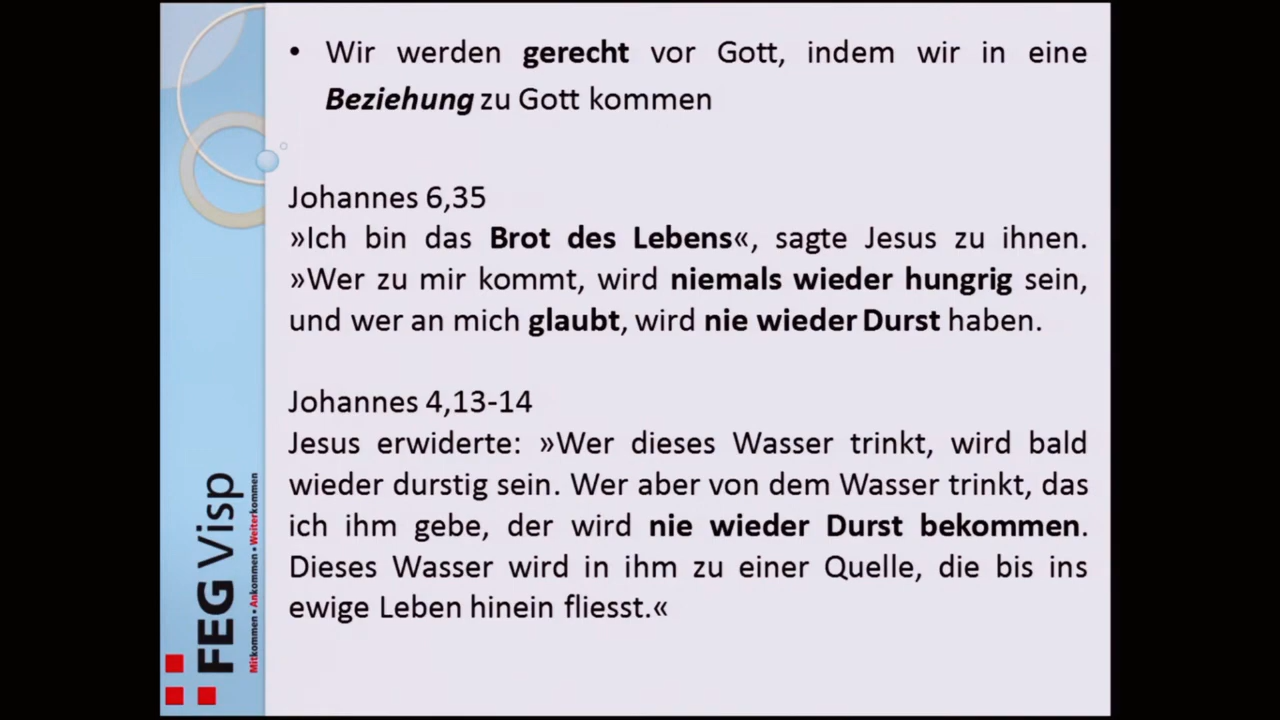 • Wir werden gerecht vor Gott, indem wir in eine
Beziehung zu Gott kommen
Johannes 6,35
»Ich bin das Brot des Lebens«, sagte Jesus zu ihnen.
»Wer zu mir kommt, wird niemals wieder hungrig sein,
und wer an mich glaubt, wird nie wieder Durst haben.
Johannes 4,13-14
Jesus erwiderte: »Wer dieses Wasser trinkt, wird bald
wieder durstig sein. Wer aber von dem Wasser trinkt, das
ich ihm gebe, der wird nie wieder Durst bekommen.
Dieses Wasser wird in ihm zu einer Quelle, die bis ins
ewige Leben hinein fliesst.«
FEG Visp
Mitkommen • Ankommen • Weiterkommen